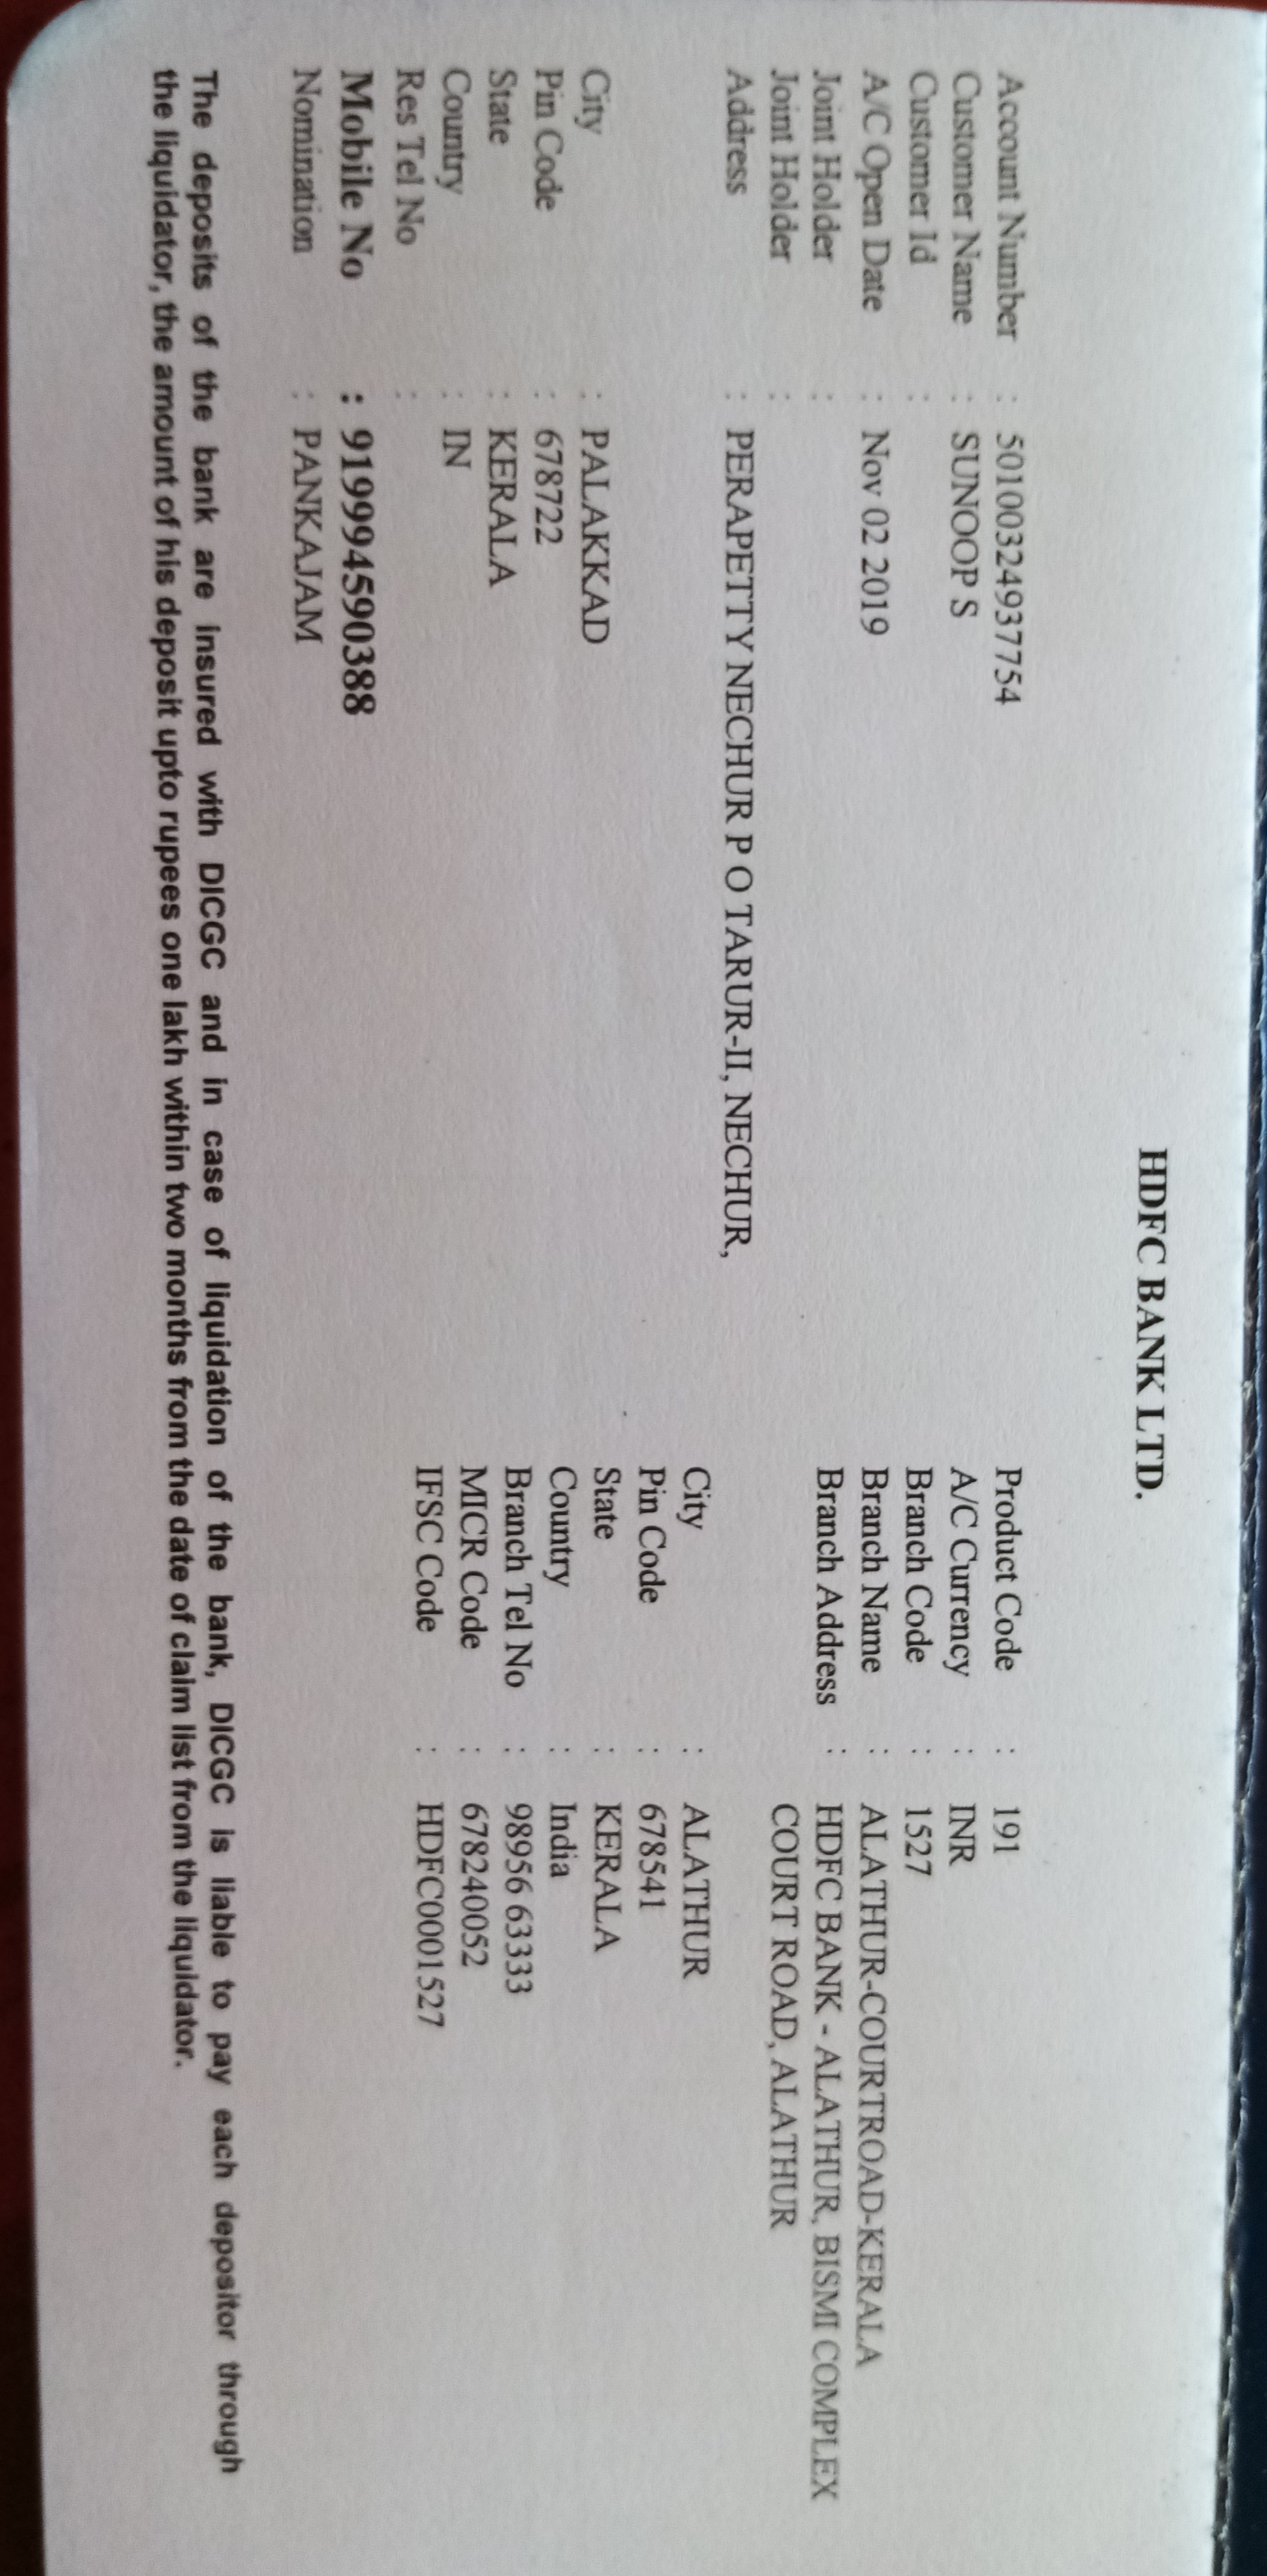 HDFC BANK LTD.
Account Number : 50100324937754
Customer Name : SUNOOP S
Customer Id :
A/C Open Date : Nov 02 2019
Joint Holder :
Joint Holder :
Address : PERAPETTY NECHUR P O TARUR-II, NECHUR,
City : PALAKKAD
Pin Code : 678722
State : KERALA
Country : IN
Res Tel No :
Mobile No : 919994590388
Nomination : PANKAJAM
Product Code : 191
A/C Currency : INR
Branch Code : 1527
Branch Name : ALATHUR-COURTROAD-KERALA
Branch Address : HDFC BANK - ALATHUR, BISMI COMPLEX
COURT ROAD, ALATHUR
City : ALATHUR
Pin Code : 678541
State : KERALA
Country : India
Branch Tel No : 98956 63333
MICR Code : 678240052
IFSC Code : HDFC0001527
The deposits of the bank are insured with DICGC and in case of liquidation of the bank, DICGC is liable to pay each depositor through
the liquidator, the amount of his deposit upto rupees one lakh within two months from the date of claim list from the liquidator.